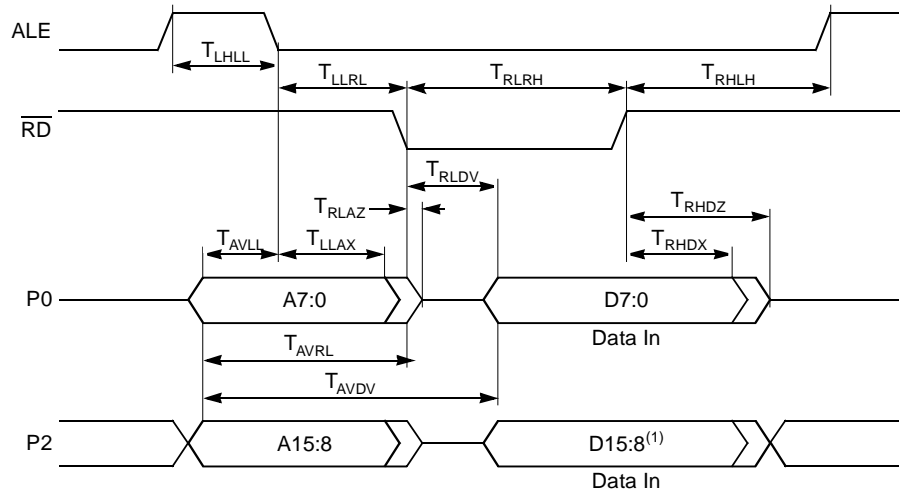 ALE
TLHLL
TLLRL
TRLRH
TRHLH
RD
TRLDV
TRLAZ
TRHDZ
TAVLL
TLLAX
TRHDX
P0
A7:0
D7:0
Data In
TAVRL
TAVDV
P2
A15:8
D15:8(1)
Data In